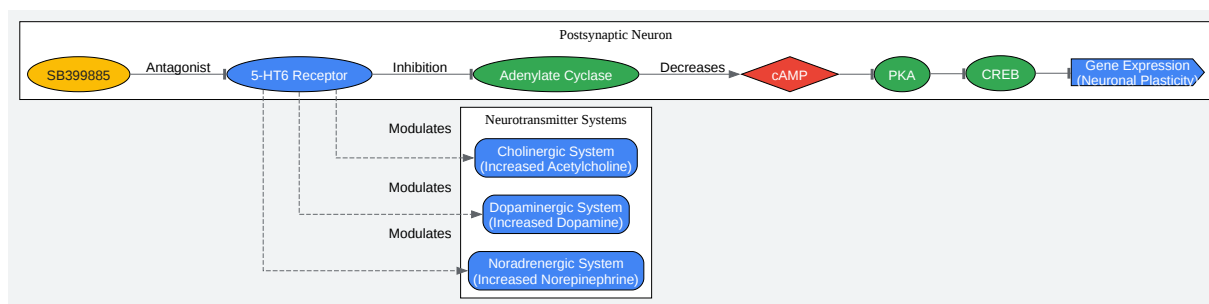 Postsynaptic Neuron
SB399885
Antagonist
5-HT6 Receptor
Inhibition
Adenylate Cyclase
Decreases
cAMP
PKA
CREB
Gene Expression
(Neuronal Plasticity)
Neurotransmitter Systems
Modulates
Cholinergic System
(Increased Acetylcholine)
Modulates
Dopaminergic System
(Increased Dopamine)
Modulates
Noradrenergic System
(Increased Norepinephrine)